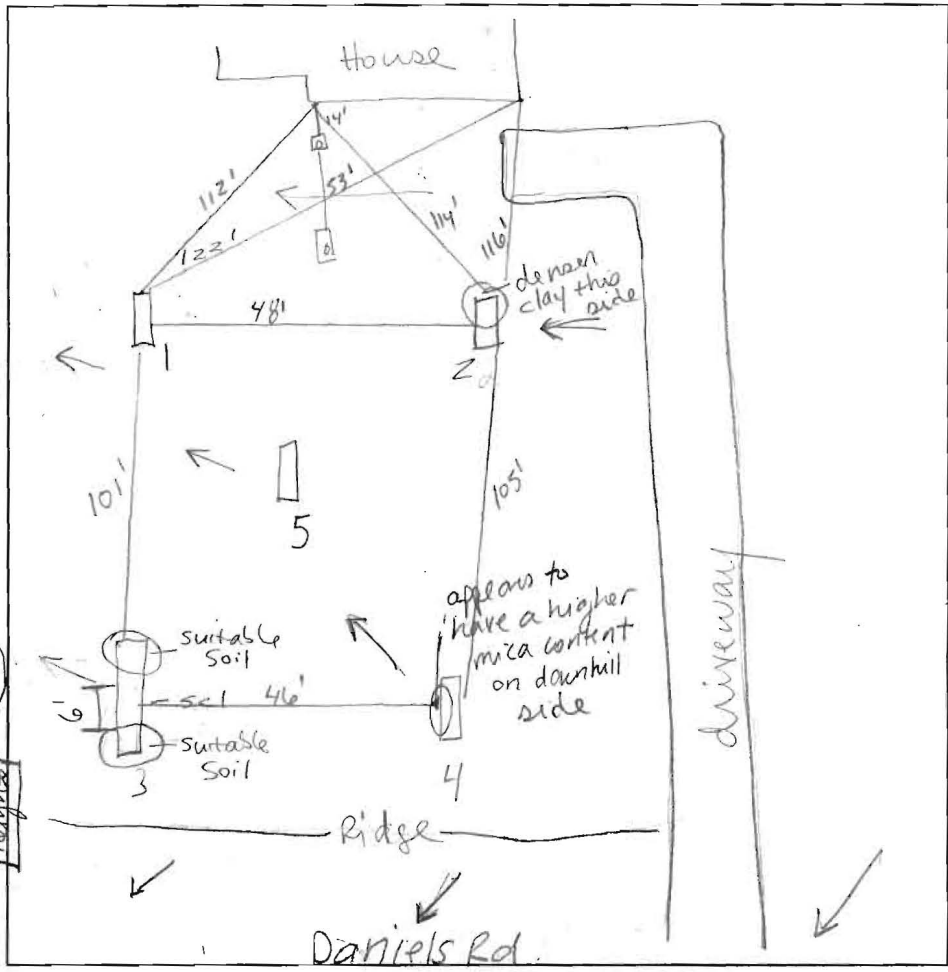 House
14'
D
112'
53'
114'
116'
122'
denser
clay this
side
48'
1
2
101'
5
105'
appears to
have a higher
mica content
on downhill
side
suitable
soil
scl
46'
suitable
soil
3
4
driveway
Ridge
Daniels Rd.